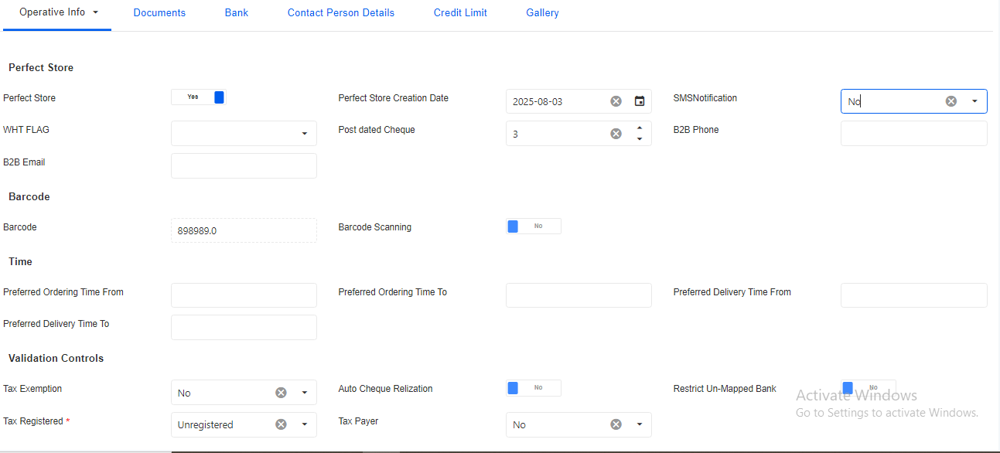 Operative Info Documents Bank Contact Person Details Credit Limit Gallery
Perfect Store
Perfect Store Yes Perfect Store Creation Date 2025-08-03 SMSNotification No
WHT FLAG Post dated Cheque 3 B2B Phone
B2B Email
Barcode
Barcode 898989.0 Barcode Scanning No
Time
Preferred Ordering Time From Preferred Ordering Time To Preferred Delivery Time From
Preferred Delivery Time To
Validation Controls
Tax Exemption No Auto Cheque Relization No Restrict Un-Mapped Bank No
Activate Windows
Go to Settings to activate Windows.
Tax Registered * Unregistered Tax Payer No